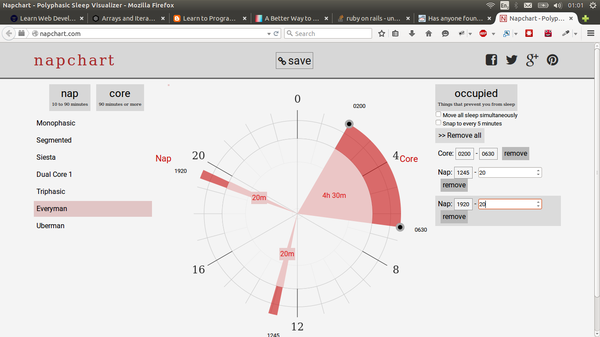 Napchart - Polyphasic Sleep Visualizer - Mozilla Firefox
En
01:01
Learn Web Devel...
Arrays and Iterat...
Learn to Progra...
A Better Way to ...
ruby on rails - un...
Has anyone foun...
Napchart - Polyp...
napchart.com
Search
napchart
save
nap
10 to 90 minutes
core
90 minutes or more
Monophasic
Segmented
Siesta
Dual Core 1
Triphasic
Everyman
Uberman
0
0200
Nap
20
4
Core
1920
20m
4h 30m
0630
20m
16
8
12
1245
occupied
Things that prevent you from sleep
Move all sleep simultaneously
Snap to every 5 minutes
>> Remove all
Core: 0200 - 0630 remove
Nap: 1245 - 20
remove
Nap: 1920 - 20
remove